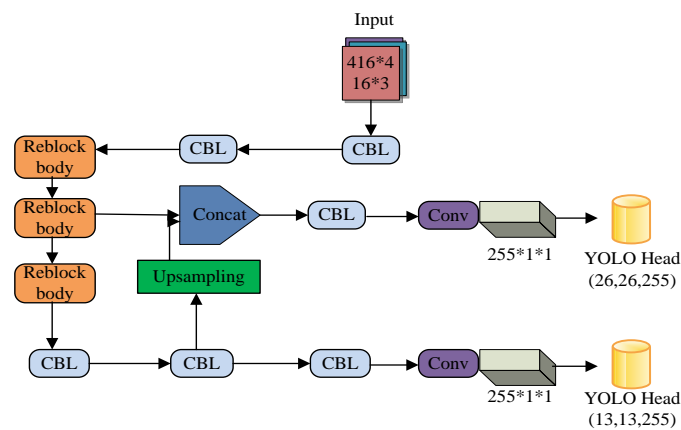 Input
416*4
16*3
Reblock
body
CBL
CBL
Reblock
body
Concat
CBL
Conv
255*1*1
YOLO Head
(26,26,255)
Reblock
body
Upsampling
CBL
CBL
CBL
Conv
255*1*1
YOLO Head
(13,13,255)